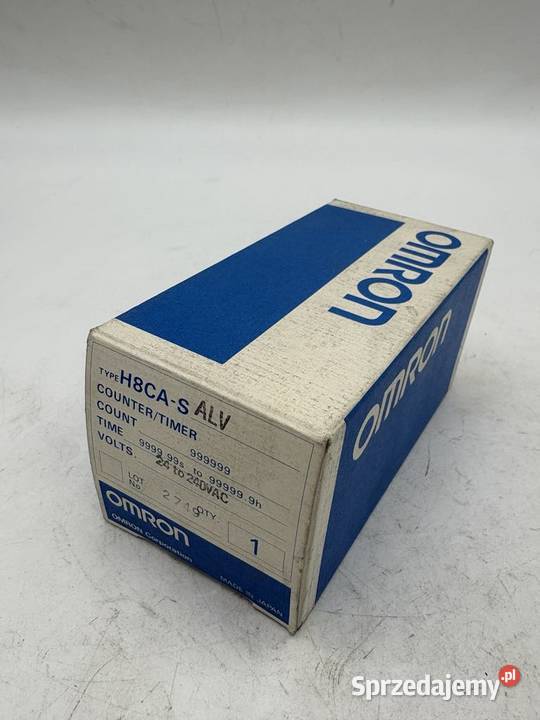 OMRON
OMRON
TYPE H8CA-S ALV
COUNTER/TIMER
COUNT 999999
TIME 9999.99s to 99999.9h
VOLTS. 24 to 240VAC
LOT No. 2749 QTY. 1
OMRON
OMRON Corporation
MADE IN JAPAN
Sprzedajemy.pl